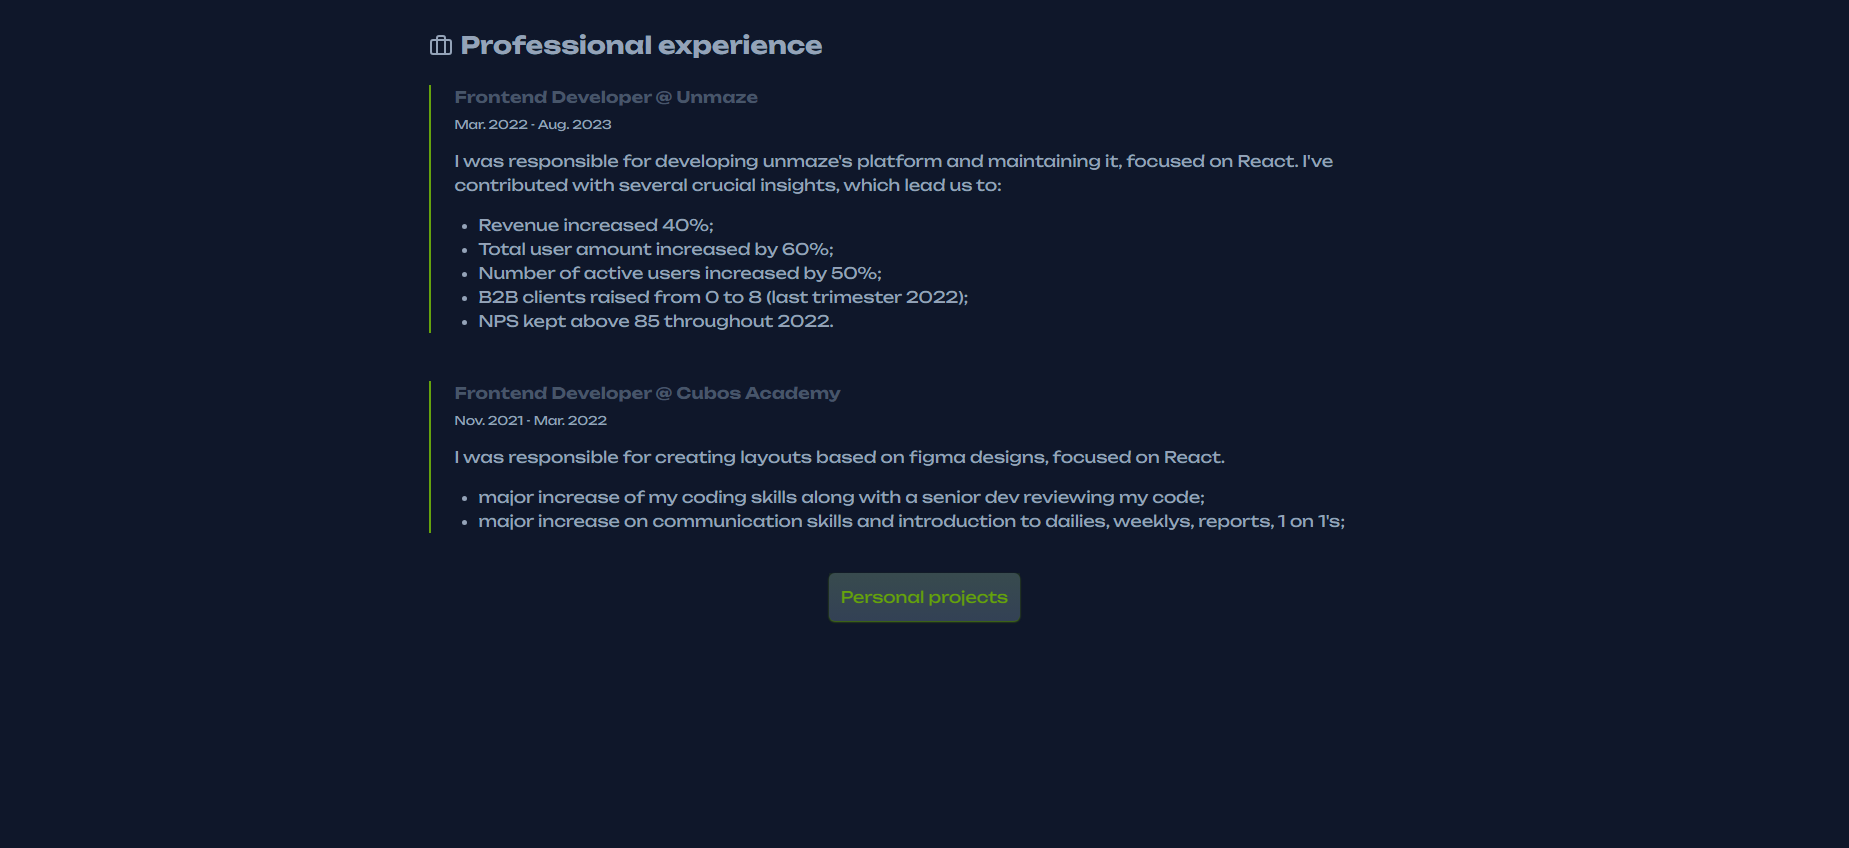 Professional experience
Frontend Developer @ Unmaze
Mar. 2022 - Aug. 2023
I was responsible for developing unmaze's platform and maintaining it, focused on React. I've
contributed with several crucial insights, which lead us to:
• Revenue increased 40%;
• Total user amount increased by 60%;
• Number of active users increased by 50%;
• B2B clients raised from 0 to 8 (last trimester 2022);
• NPS kept above 85 throughout 2022.
Frontend Developer @ Cubos Academy
Nov. 2021 - Mar. 2022
I was responsible for creating layouts based on figma designs, focused on React.
• major increase of my coding skills along with a senior dev reviewing my code;
• major increase on communication skills and introduction to dailies, weeklys, reports, 1 on 1's;
Personal projects